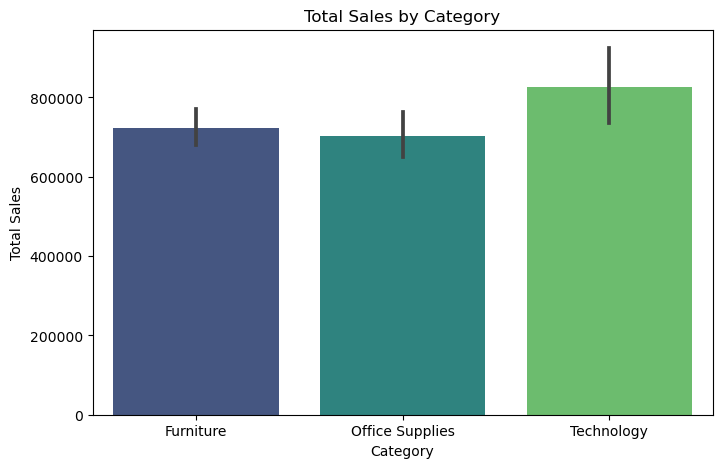 Total Sales by Category
Total Sales
800000
600000
400000
200000
0
Furniture
Office Supplies
Technology
Category